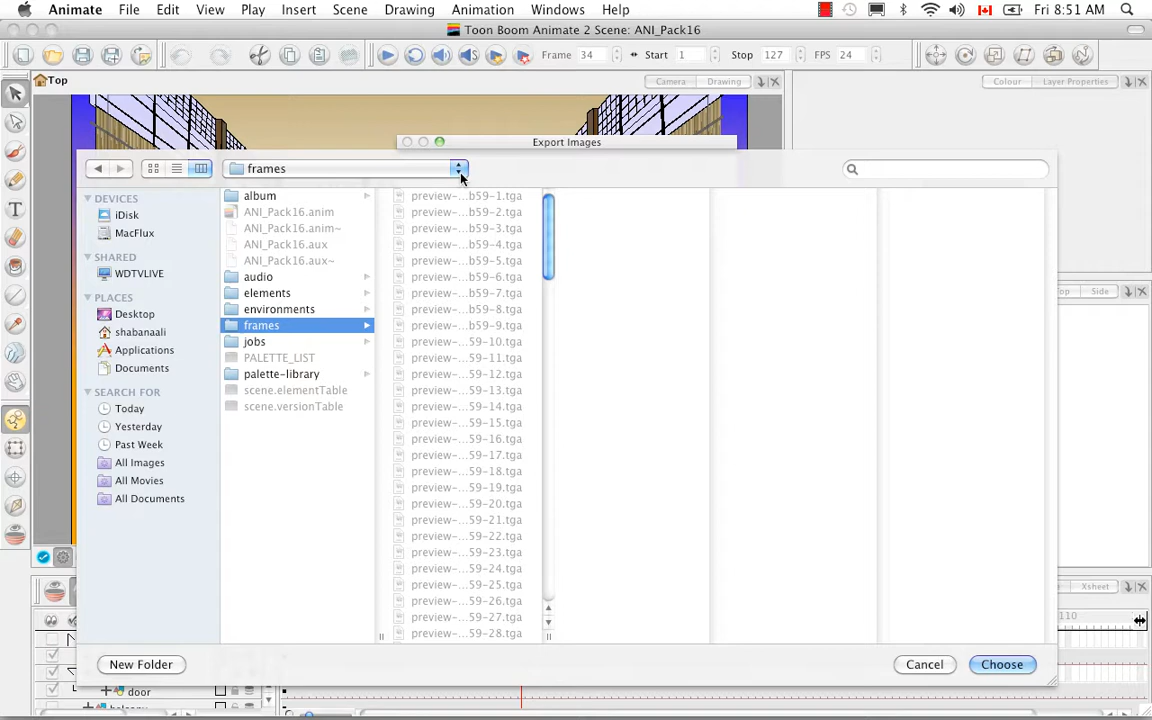 Animate File Edit View Play Insert Scene Drawing Animation Windows Help Fri 8:51 AM
Toon Boom Animate 2 Scene: ANI_Pack16
Frame 34 Start 1 Stop 127 FPS 24
Top Camera Drawing Colour Layer Properties
Export Images
frames
DEVICES
iDisk
MacFlux
SHARED
WDTVLIVE
PLACES
Desktop
shabanaali
Applications
Documents
SEARCH FOR
Today
Yesterday
Past Week
All Images
All Movies
All Documents
album
ANI_Pack16.anim
ANI_Pack16.anim~
ANI_Pack16.aux
ANI_Pack16.aux~
audio
elements
environments
frames
jobs
PALETTE_LIST
palette-library
scene.elementTable
scene.versionTable
preview-...b59-1.tga
preview-...b59-2.tga
preview-...b59-3.tga
preview-...b59-4.tga
preview-...b59-5.tga
preview-...b59-6.tga
preview-...b59-7.tga
preview-...b59-8.tga
preview-...b59-9.tga
preview-...59-10.tga
preview-...59-11.tga
preview-...59-12.tga
preview-...59-13.tga
preview-...59-14.tga
preview-...59-15.tga
preview-...59-16.tga
preview-...59-17.tga
preview-...59-18.tga
preview-...59-19.tga
preview-...59-20.tga
preview-...59-21.tga
preview-...59-22.tga
preview-...59-23.tga
preview-...59-24.tga
preview-...59-25.tga
preview-...59-26.tga
preview-...59-27.tga
preview-...59-28.tga
Side
Xsheet
110
New Folder Cancel Choose
door